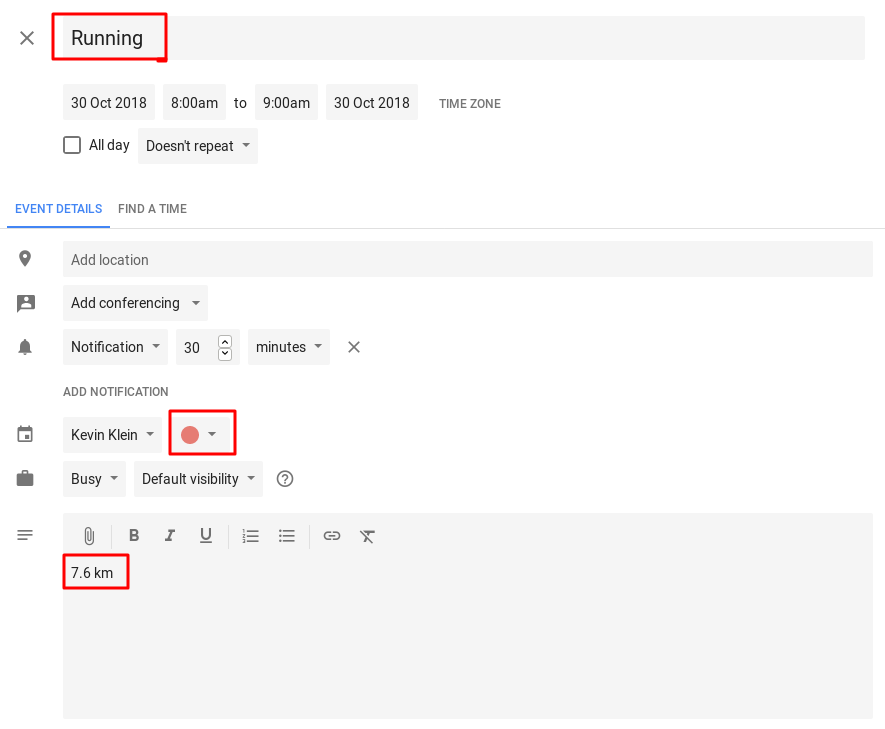 Running
30 Oct 2018 8:00am to 9:00am 30 Oct 2018 TIME ZONE
All day Doesn't repeat
EVENT DETAILS FIND A TIME
Add location
Add conferencing
Notification 30 minutes
ADD NOTIFICATION
Kevin Klein
Busy Default visibility ?
B I U
7.6 km